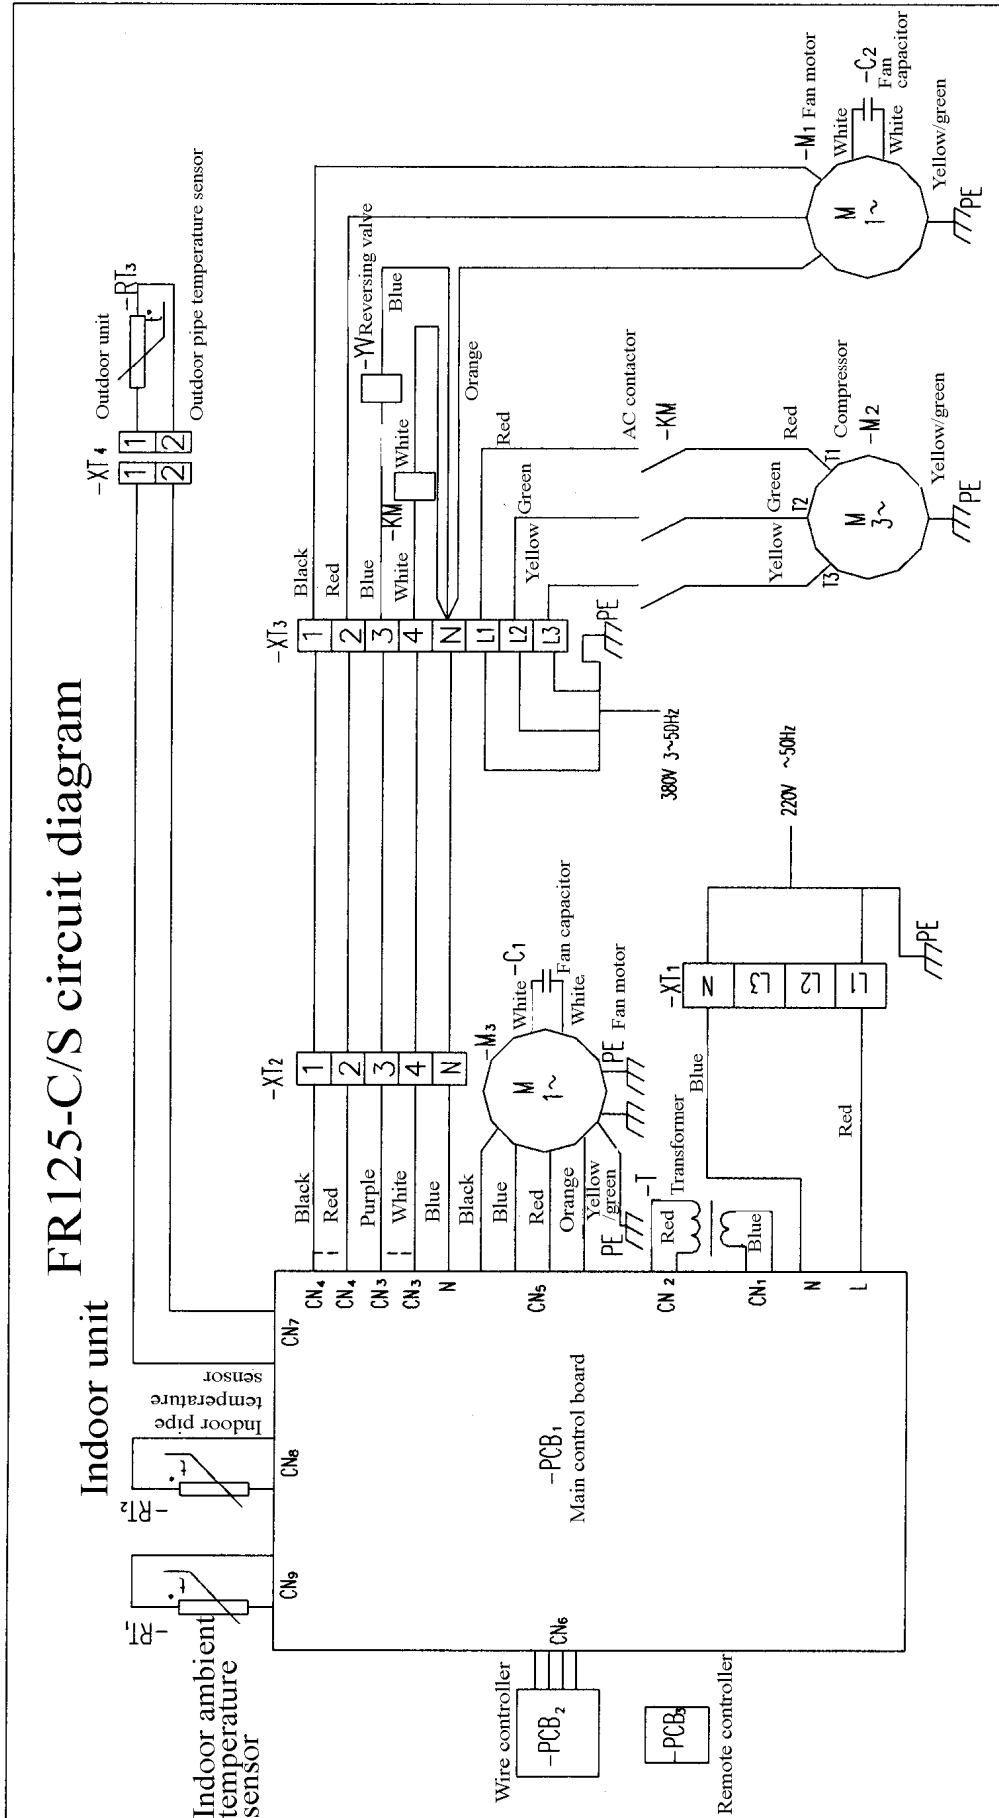 FR125-C/S circuit diagram
Indoor unit
-RT1
Indoor ambient
temperature
sensor
CN9
-RT2
Indoor pipe
temperature
sensor
CN8
CN7
t°
t°
-XT4
1
2
1
2
Outdoor unit
-RT3
t°
Outdoor pipe temperature sensor
Wire controller
-PCB2
CN6
-PCB3
Remote controller
-PCB1
Main control board
CN4
CN4
CN3
CN3
N
CN5
CN2
CN1
N
L
Black
Red
Purple
White
Blue
Black
Blue
Red
Orange
Yellow
/green
PE
-XT2
1
2
3
4
N
-M3
M
1~
White
-C1
Fan capacitor
White
PE
Fan motor
-T
Transformer
Red
Blue
Blue
Red
-XT1
N
L3
L2
L1
PE
220V ~50Hz
-XT3
1
2
3
4
N
L1
L2
L3
PE
380V 3~50Hz
Black
Red
Blue
White
-KM
White
-YV Reversing valve
Blue
Orange
Red
Green
Yellow
AC contactor
-KM
Red
Green
Yellow
T1
T2
T3
Compressor
-M2
M
3~
Yellow/green
PE
-M1 Fan motor
White
-C2
Fan
capacitor
White
M
1~
Yellow/green
PE